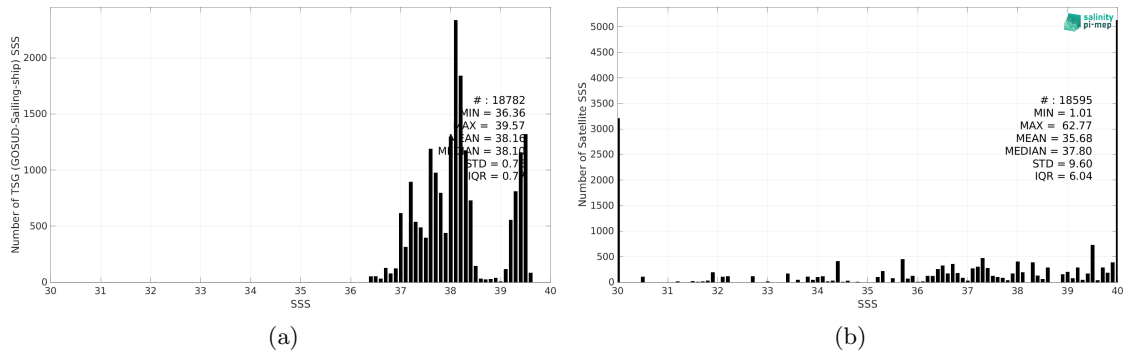 Number of TSG (GOSUD-Sailing-ship) SSS
2000
1500
1000
500
0
# : 18782
MIN = 36.36
MAX = 39.57
MEAN = 38.16
MEDIAN = 38.10
STD =
IQR =
30 31 32 33 34 35 36 37 38 39 40
SSS
(a)
Number of Satellite SSS
5000
4500
4000
3500
3000
2500
2000
1500
1000
500
0
salinity
pi-mep
# : 18595
MIN = 1.01
MAX = 62.77
MEAN = 35.68
MEDIAN = 37.80
STD = 9.60
IQR = 6.04
30 31 32 33 34 35 36 37 38 39 40
SSS
(b)